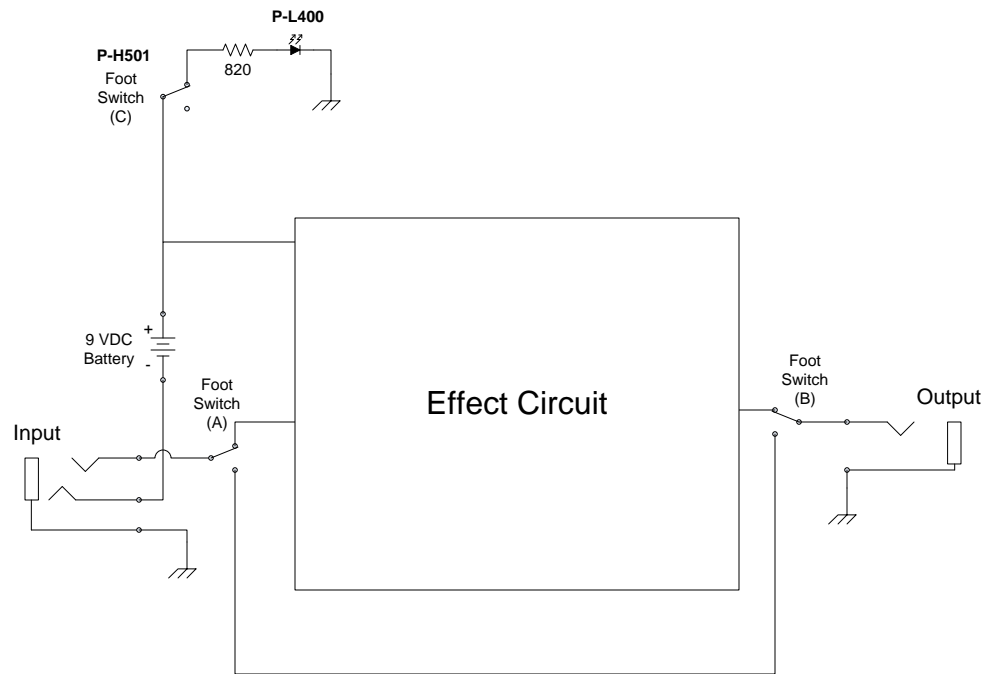 P-L400
P-H501
Foot
Switch
(C)
820
9 VDC
Battery
+
-
Foot
Switch
(A)
Input
Effect Circuit
Foot
Switch
(B)
Output